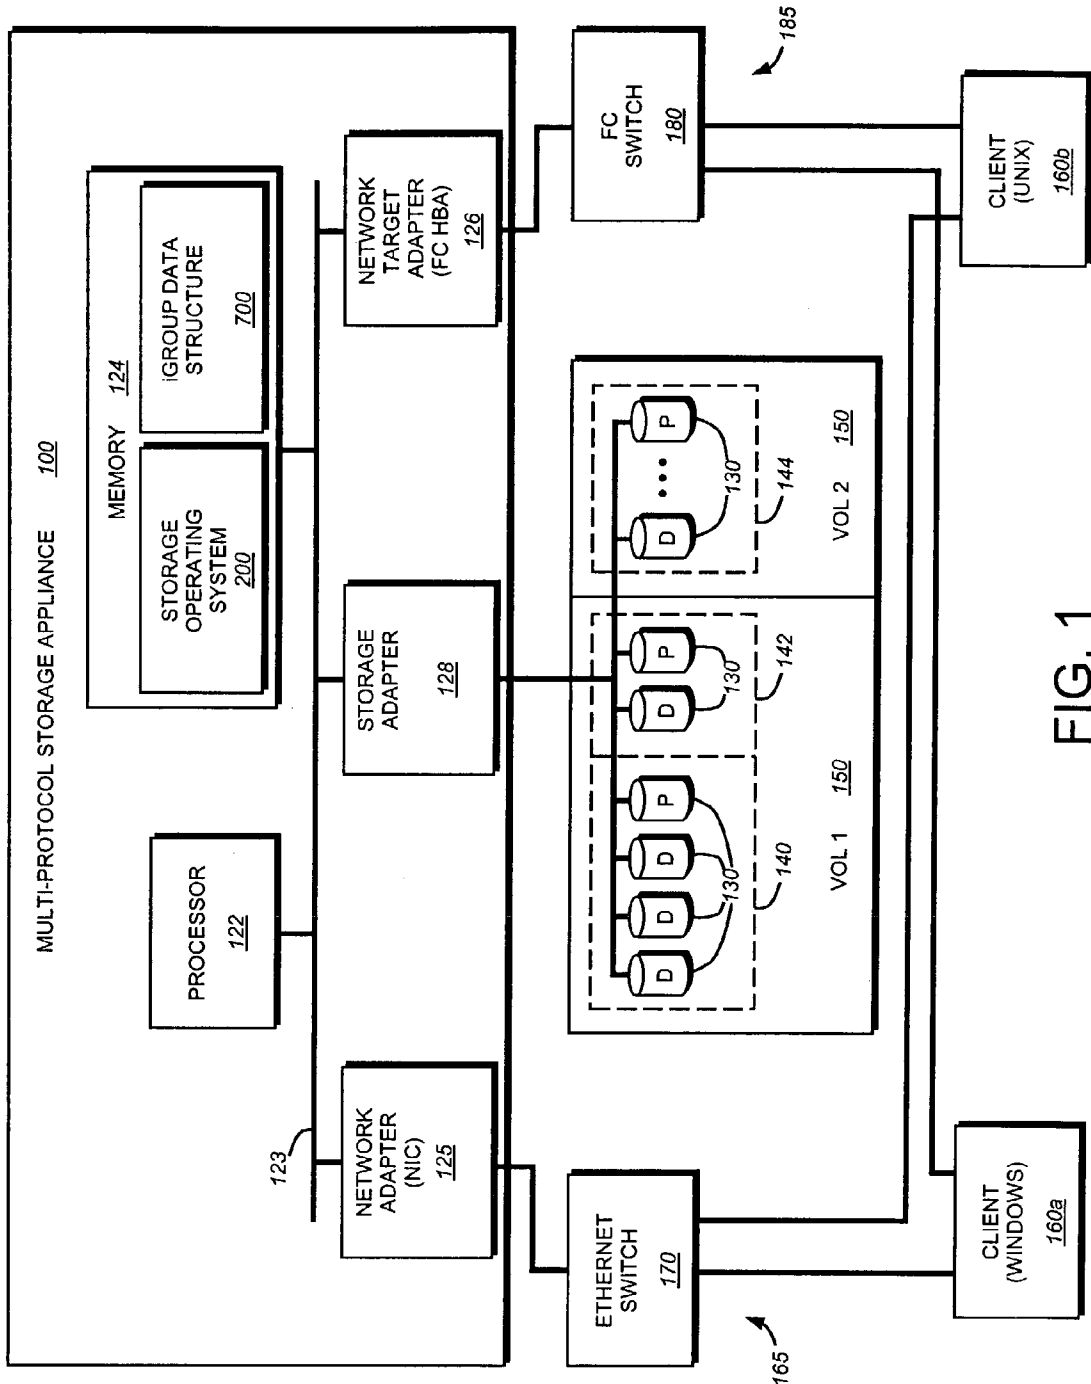 MULTI-PROTOCOL STORAGE APPLIANCE 100
MEMORY 124
STORAGE
OPERATING
SYSTEM
200
iGROUP DATA
STRUCTURE
700
PROCESSOR
122
123
NETWORK
ADAPTER
(NIC)
125
STORAGE
ADAPTER
128
NETWORK
TARGET
ADAPTER
(FC HBA)
126
ETHERNET
SWITCH
170
165
D
D
D
P
130
140
VOL 1 150
D
P
130
142
D
P
130
144
VOL 2 150
FC
SWITCH
180
185
CLIENT
(WINDOWS)
160a
CLIENT
(UNIX)
160b
FIG. 1